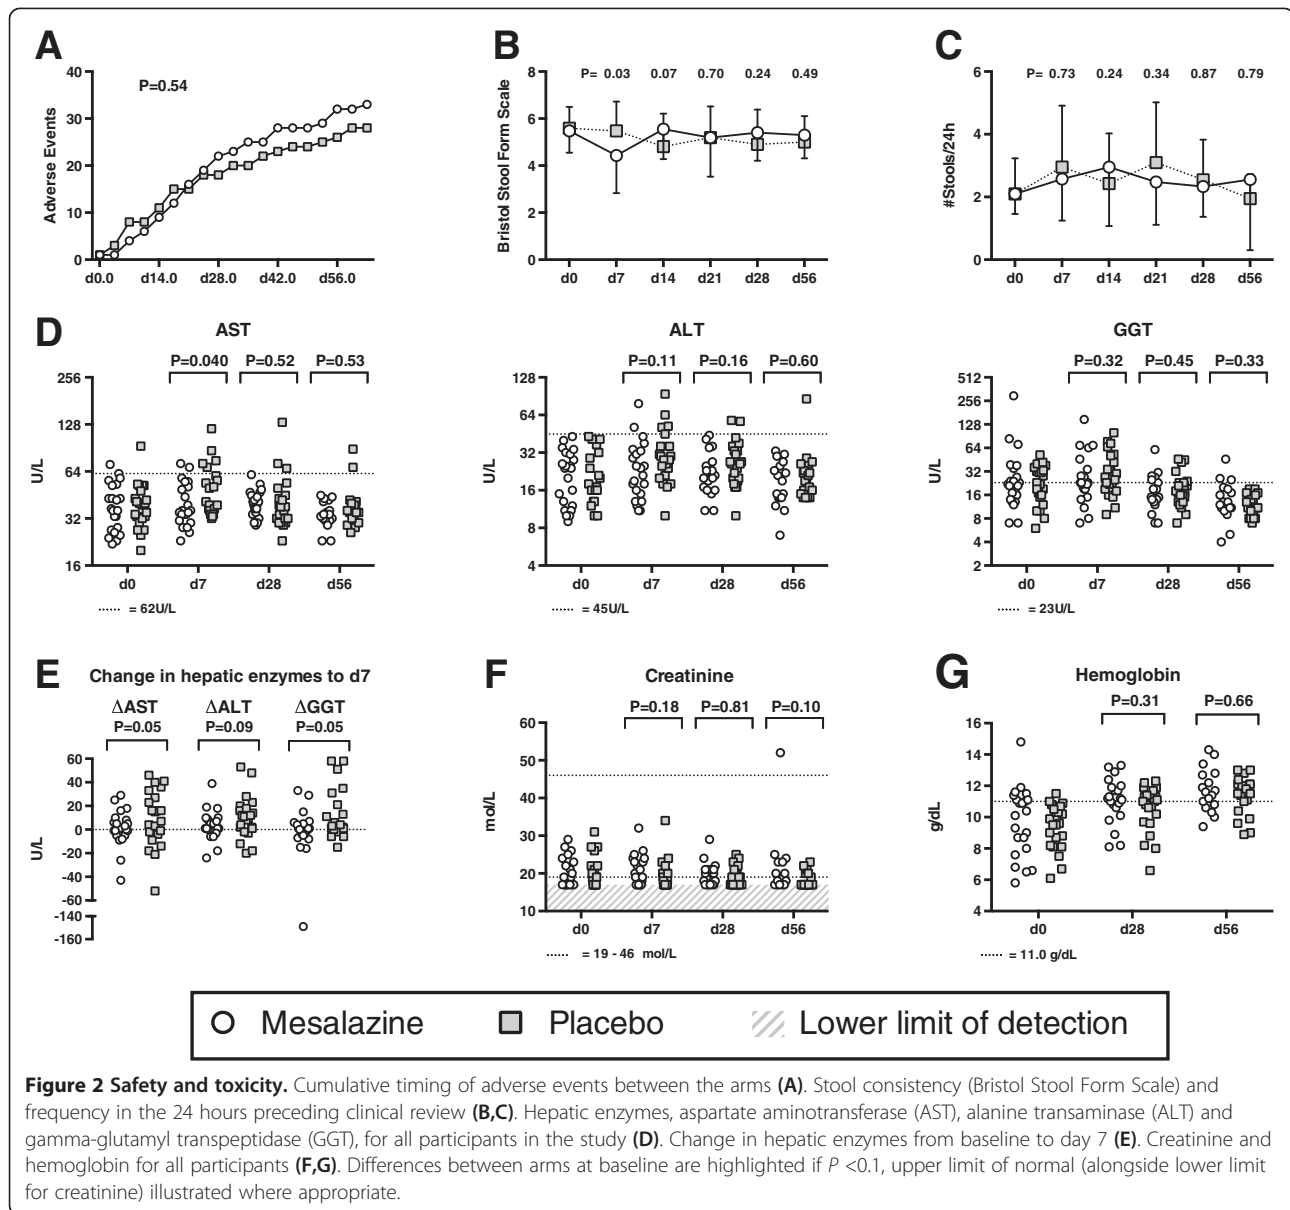 A
P=0.54
Adverse Events
40
30
20
10
0
d0.0 d14.0 d28.0 d42.0 d56.0
B
P= 0.03 0.07 0.70 0.24 0.49
Bristol Stool Form Scale
8
6
4
2
0
d0 d7 d14 d21 d28 d56
C
P= 0.73 0.24 0.34 0.87 0.79
#Stools/24h
6
4
2
0
d0 d7 d14 d21 d28 d56
D
AST
P=0.040 P=0.52 P=0.53
U/L
256
128
64
32
16
d0 d7 d28 d56
= 62U/L
ALT
P=0.11 P=0.16 P=0.60
U/L
128
64
32
16
8
4
d0 d7 d28 d56
= 45U/L
GGT
P=0.32 P=0.45 P=0.33
U/L
512
256
128
64
32
16
8
4
2
d0 d7 d28 d56
= 23U/L
E
Change in hepatic enzymes to d7
ΔAST ΔALT ΔGGT
P=0.05 P=0.09 P=0.05
U/L
60
40
20
0
-20
-40
-60
-140
-160
F
Creatinine
P=0.18 P=0.81 P=0.10
mol/L
60
50
40
30
20
10
d0 d7 d28 d56
= 19 - 46 mol/L
G
Hemoglobin
P=0.31 P=0.66
g/dL
16
14
12
10
8
6
4
d0 d28 d56
= 11.0 g/dL
Mesalazine Placebo Lower limit of detection
Figure 2 Safety and toxicity. Cumulative timing of adverse events between the arms (A). Stool consistency (Bristol Stool Form Scale) and
frequency in the 24 hours preceding clinical review (B,C). Hepatic enzymes, aspartate aminotransferase (AST), alanine transaminase (ALT) and
gamma-glutamyl transpeptidase (GGT), for all participants in the study (D). Change in hepatic enzymes from baseline to day 7 (E). Creatinine and
hemoglobin for all participants (F,G). Differences between arms at baseline are highlighted if P <0.1, upper limit of normal (alongside lower limit
for creatinine) illustrated where appropriate.